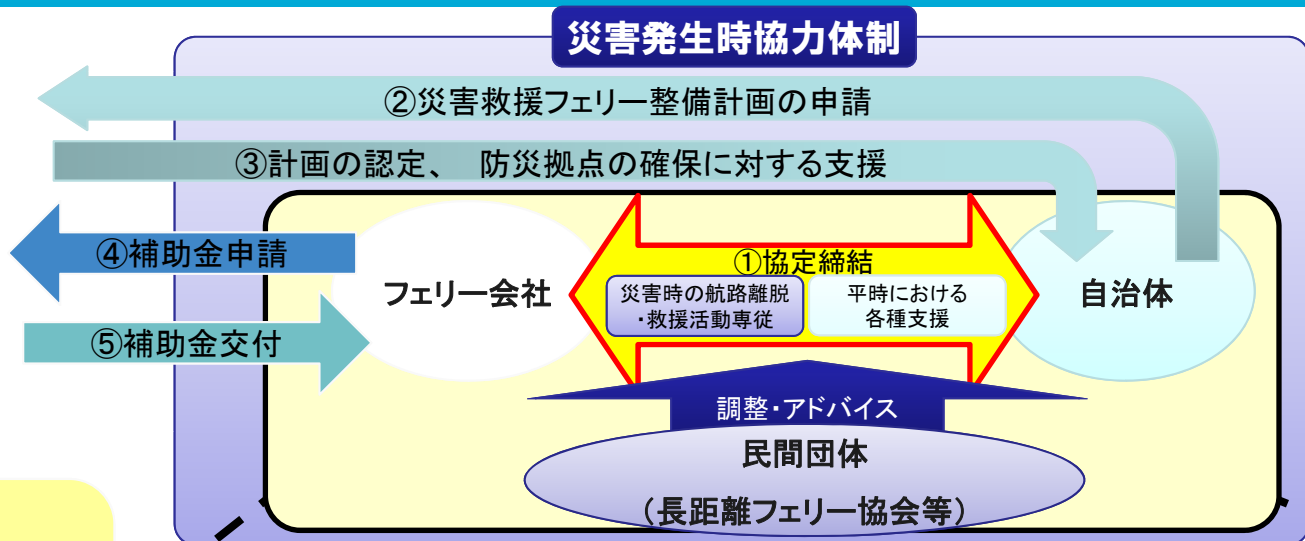 災害発生時協力体制
②災害救援フェリー整備計画の申請
③計画の認定、　防災拠点の確保に対する支援
④補助金申請
①協定締結
フェリー会社
災害時の航路離脱
・救援活動専従
平時における
各種支援
自治体
⑤補助金交付
調整・アドバイス
民間団体
（長距離フェリー協会等）